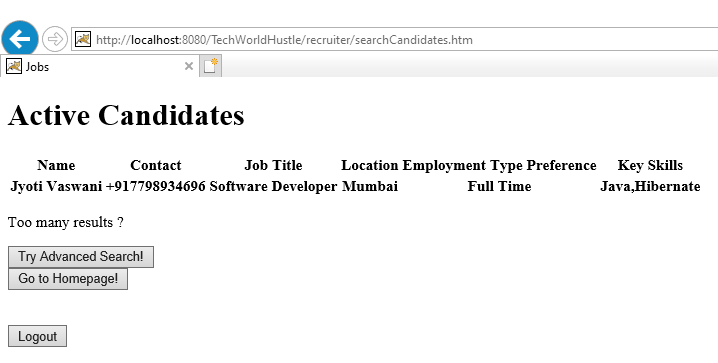 http://localhost:8080/TechWorldHustle/recruiter/searchCandidates.htm
Jobs
Active Candidates
Name Contact Job Title Location Employment Type Preference Key Skills
Jyoti Vaswani +917798934696 Software Developer Mumbai Full Time Java,Hibernate
Too many results ?
Try Advanced Search!
Go to Homepage!
Logout